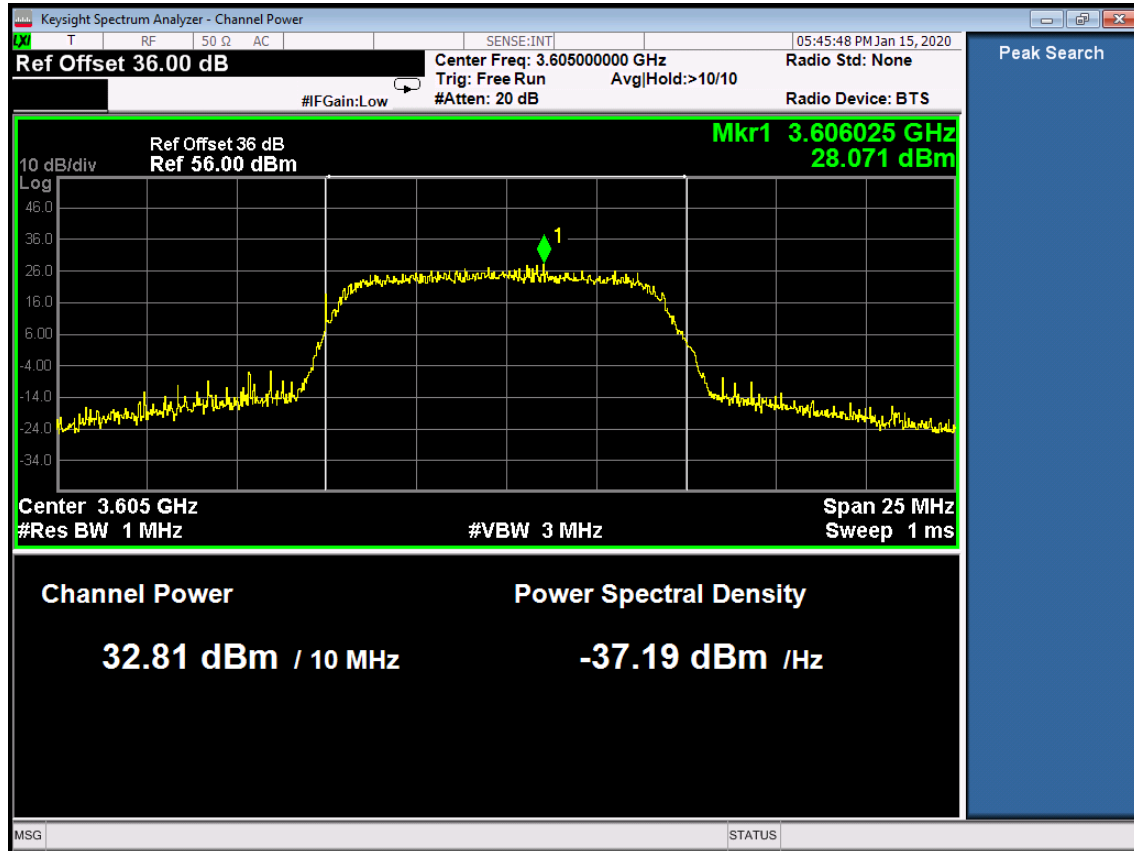 Keysight Spectrum Analyzer - Channel Power
LXI T RF 50 Ω AC SENSE:INT 05:45:48 PM Jan 15, 2020
Ref Offset 36.00 dB
Center Freq: 3.605000000 GHz
Radio Std: None
Trig: Free Run Avg|Hold:>10/10
#IFGain:Low
#Atten: 20 dB
Radio Device: BTS
Peak Search
Mkr1 3.606025 GHz
28.071 dBm
Ref Offset 36 dB
10 dB/div Ref 56.00 dBm
Log
46.0
36.0
1
26.0
16.0
6.00
-4.00
-14.0
-24.0
-34.0
Center 3.605 GHz Span 25 MHz
#Res BW 1 MHz #VBW 3 MHz Sweep 1 ms
Channel Power Power Spectral Density
32.81 dBm / 10 MHz -37.19 dBm /Hz
MSG STATUS